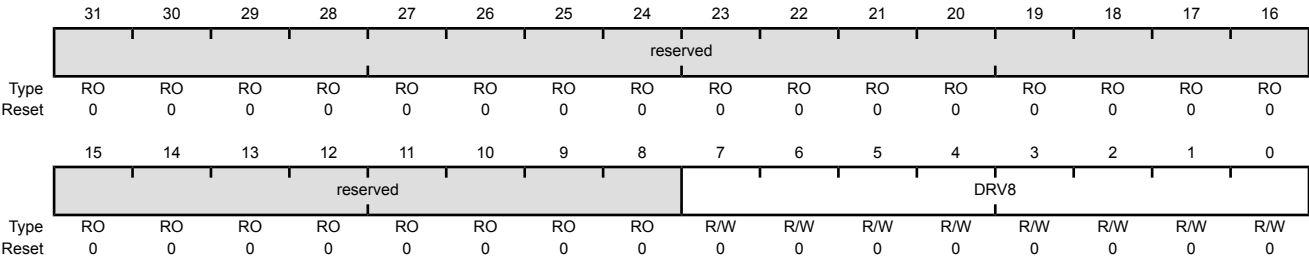 31 30 29 28 27 26 25 24 23 22 21 20 19 18 17 16
reserved
Type RO RO RO RO RO RO RO RO RO RO RO RO RO RO RO RO
Reset 0 0 0 0 0 0 0 0 0 0 0 0 0 0 0 0
15 14 13 12 11 10 9 8 7 6 5 4 3 2 1 0
reserved DRV8
Type RO RO RO RO RO RO RO RO R/W R/W R/W R/W R/W R/W R/W R/W
Reset 0 0 0 0 0 0 0 0 0 0 0 0 0 0 0 0